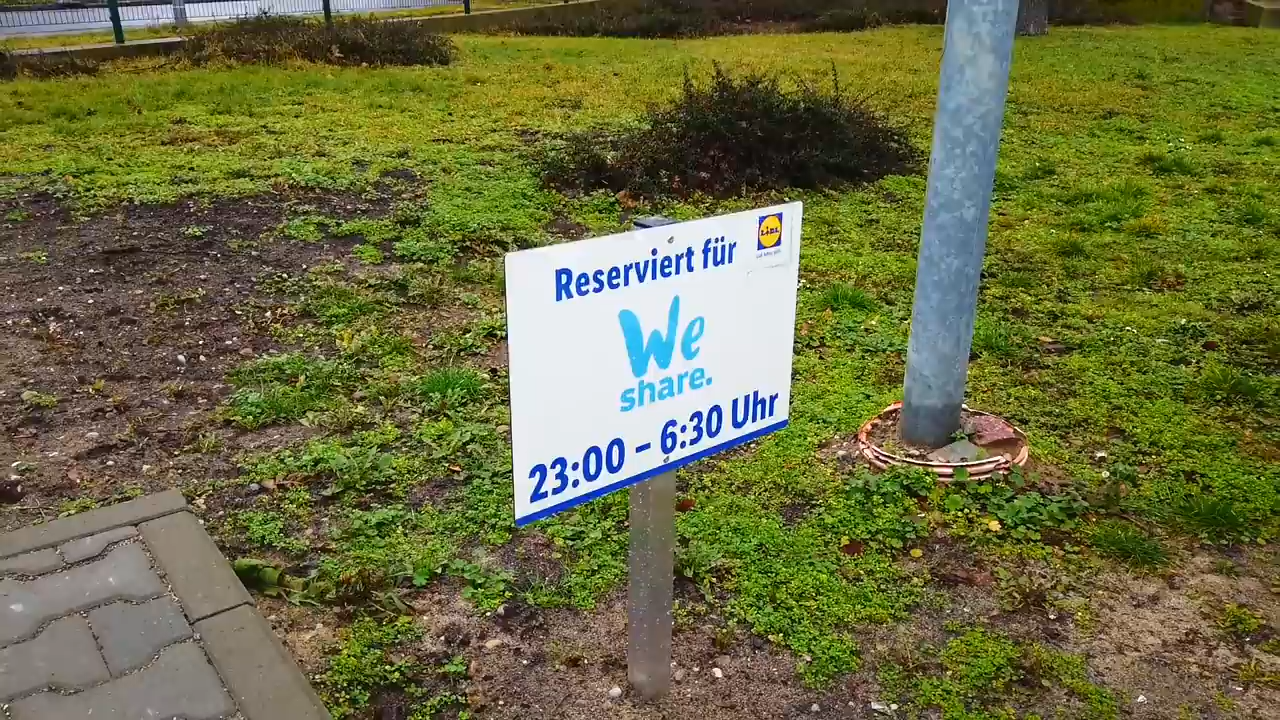 Reserviert für
LIDL
We
share.
23:00 – 6:30 Uhr